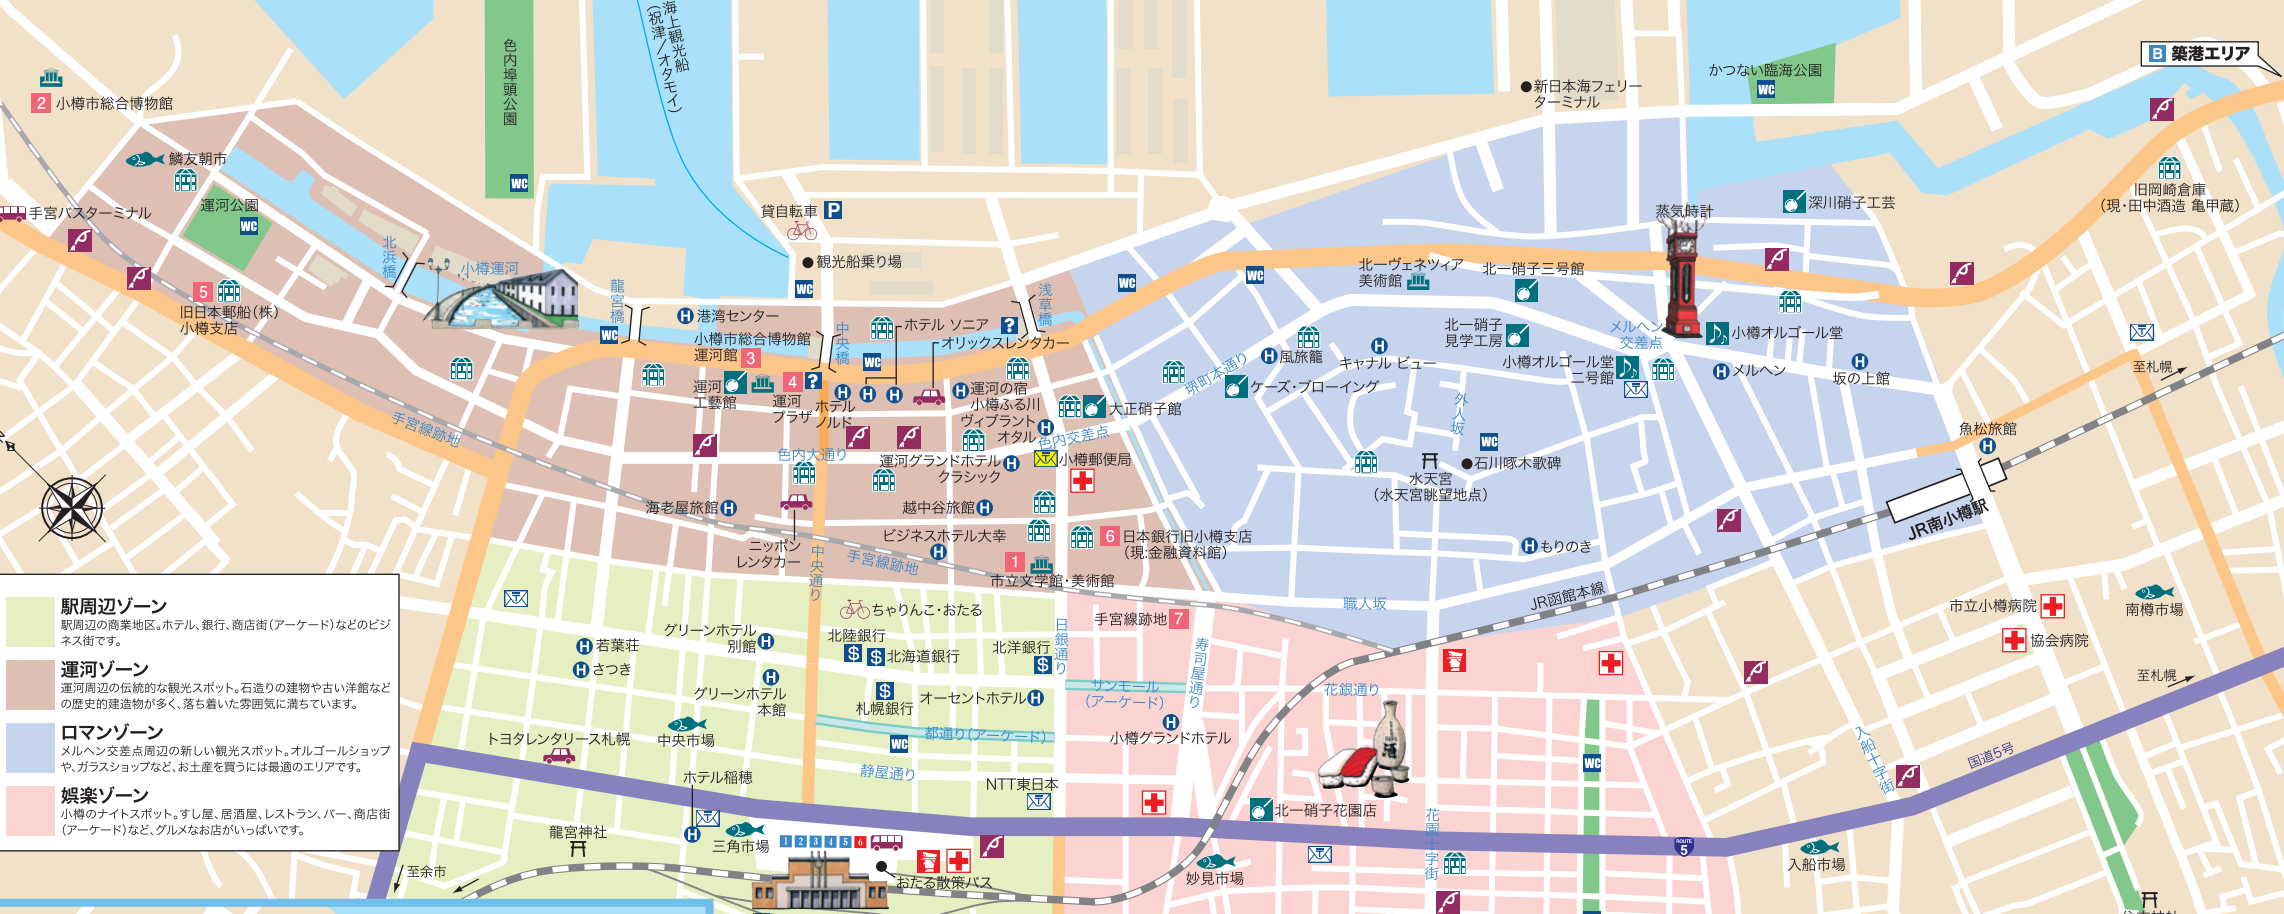 海上観光船
（祝津／オタモイ）
色内埠頭公園
WC
かつない臨海公園
WC
B 築港エリア
新日本海フェリー
ターミナル
2 小樽市総合博物館
鱗友朝市
運河公園
WC
手宮バスターミナル
北浜橋
小樽運河
5
旧日本郵船(株)
小樽支店
貸自転車 P
観光船乗り場
WC
龍宮橋
WC
H 港湾センター
小樽市総合博物館
運河館 3
中央橋
WC
ホテル ソニア
?
オリックスレンタカー
浅草橋
WC
WC
蒸気時計
深川硝子工芸
旧岡崎倉庫
(現・田中酒造 亀甲蔵)
北一ヴェネツィア
美術館
北一硝子三号館
北一硝子
見学工房
メルヘン
交差点
小樽オルゴール堂
小樽オルゴール堂
二号館
H メルヘン
H
坂の上館
至札幌
運河
工藝館
4 ?
運河
プラザ
H H H
ホテル
ノルド
H 運河の宿
小樽ふる川
ヴィブラント
オタル H
大正硝子館
堺町本通り
H 風旅籠
H
キャナル ビュー
ケーズ・ブローイング
外人坂
WC
石川啄木歌碑
水天宮
(水天宮眺望地点)
魚松旅館
H
JR南小樽駅
手宮線跡地
色内大通り
色内交差点
小樽郵便局
運河グランドホテル H
クラシック
海老屋旅館 H
越中谷旅館 H
ビジネスホテル大幸
H
ニッポン
レンタカー
中央通り
手宮線跡地
6 日本銀行旧小樽支店
(現:金融資料館)
1
市立文学館・美術館
H もりのき
職人坂
JR函館本線
駅周辺ゾーン
駅周辺の商業地区。ホテル、銀行、商店街(アーケード)などのビジ
ネス街です。
運河ゾーン
運河周辺の伝統的な観光スポット。石造りの建物や古い洋館など
の歴史的建造物が多く、落ち着いた雰囲気に満ちています。
ロマンゾーン
メルヘン交差点周辺の新しい観光スポット。オルゴールショップ
や、ガラスショップなど、お土産を買うには最適のエリアです。
娯楽ゾーン
小樽のナイトスポット。すし屋、居酒屋、レストラン、バー、商店街
(アーケード)など、グルメなお店がいっぱいです。
ちゃりんこ・おたる
手宮線跡地 7
H 若葉荘
H さつき
グリーンホテル
別館 H
H
グリーンホテル
本館
北陸銀行
$ $ 北海道銀行
北洋銀行
$
日銀通り
寿司屋通り
$
札幌銀行
オーセントホテル H
サンモール
(アーケード)
花銀通り
市立小樽病院
協会病院
南樽市場
至札幌
トヨタレンタリース札幌
中央市場
WC
都通り(アーケード)
静屋通り
H
小樽グランドホテル
酒
WC
入船十字街
国道5号
ホテル稲穂
H
NTT東日本
龍宮神社
三角市場
1 2 3 4 5 6
おたる散策バス
北一硝子花園店
花園十字街
妙見市場
ROUTE
5
入船市場
至余市